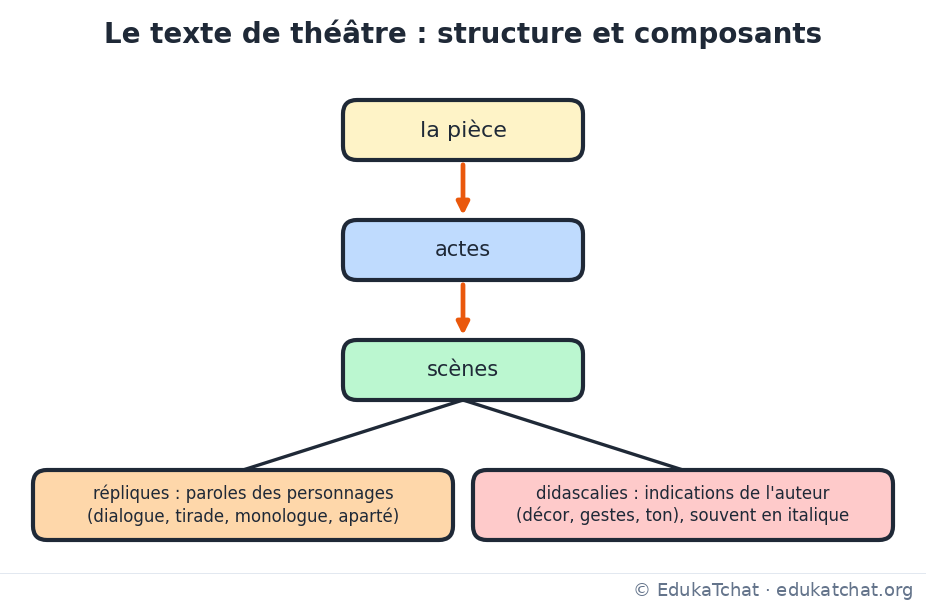 Le texte de théâtre : structure et composants
la pièce
actes
scènes
répliques : paroles des personnages
(dialogue, tirade, monologue, aparté)
didascalies : indications de l'auteur
(décor, gestes, ton), souvent en italique
© EdukaTchat · edukatchat.org